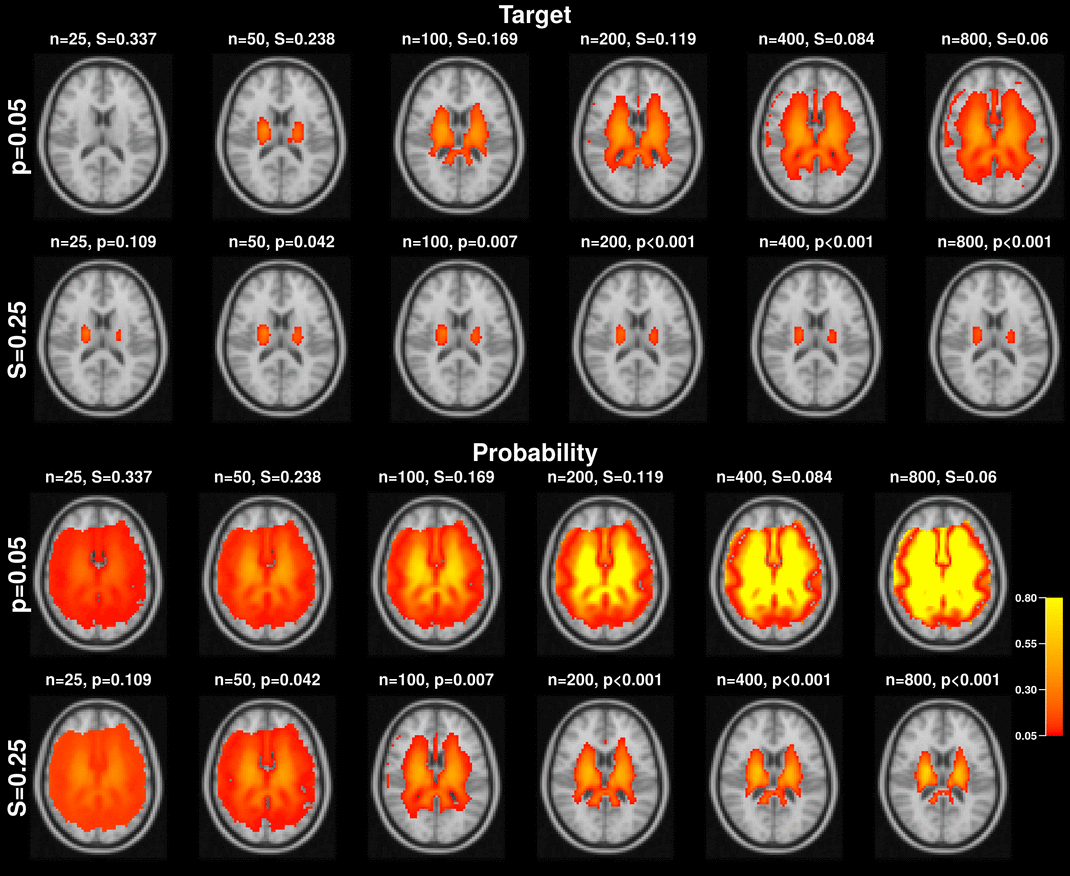 Target
n=25, S=0.337 n=50, S=0.238 n=100, S=0.169 n=200, S=0.119 n=400, S=0.084 n=800, S=0.06
p=0.05
n=25, p=0.109 n=50, p=0.042 n=100, p=0.007 n=200, p<0.001 n=400, p<0.001 n=800, p<0.001
S=0.25
Probability
n=25, S=0.337 n=50, S=0.238 n=100, S=0.169 n=200, S=0.119 n=400, S=0.084 n=800, S=0.06
p=0.05
0.80
0.55
0.30
0.05
n=25, p=0.109 n=50, p=0.042 n=100, p=0.007 n=200, p<0.001 n=400, p<0.001 n=800, p<0.001
S=0.25